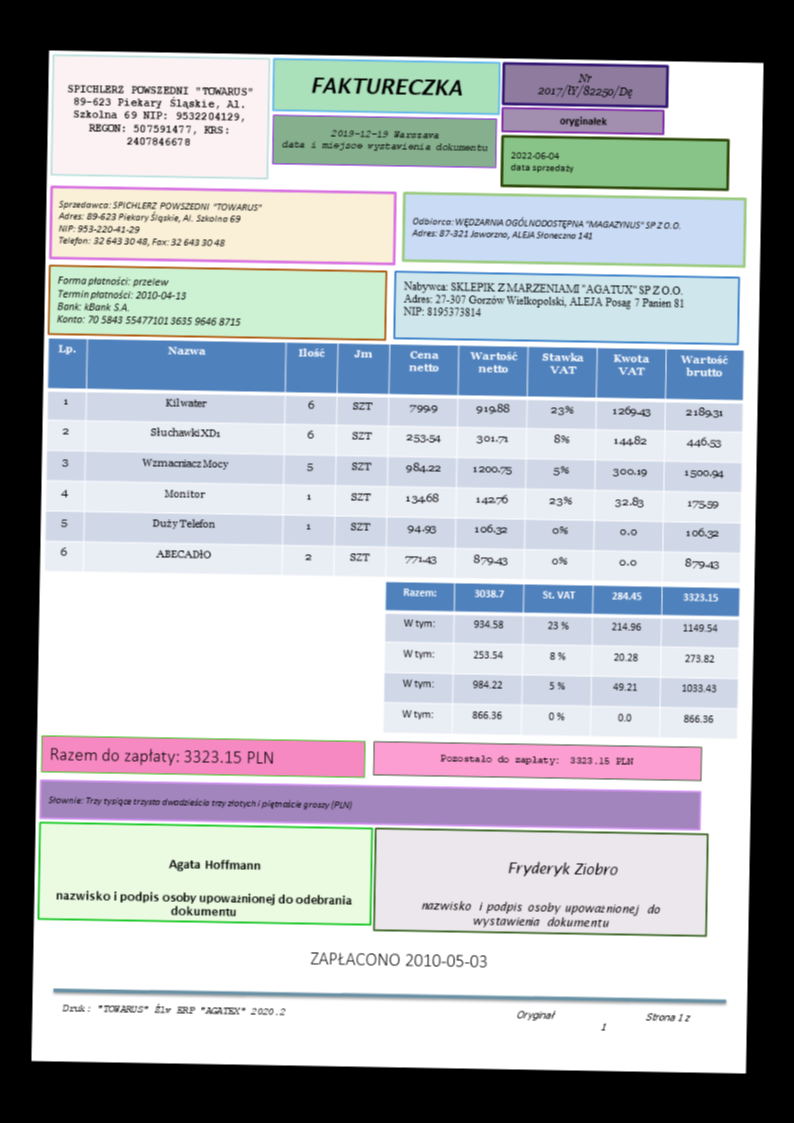 SPICHLERZ POWSZEDNI "TOWARUS"
89-623 Piekary Śląskie, Al.
Szkolna 69 NIP: 9532204129,
REGON: 507591477, KRS:
2407846678
FAKTURECZKA
2019-12-19 Warszawa
data i miejsce wystawienia dokumentu
Nr
2017/łY/82250/Dę
oryginałek
2022-06-04
data sprzedaży
Sprzedawca: SPICHLERZ POWSZEDNI "TOWARUS"
Adres: 89-623 Piekary Śląskie, Al. Szkolna 69
NIP: 953-220-41-29
Telefon: 32 643 30 48, Fax: 32 643 30 48
Odbiorca: WĘDZARNIA OGÓLNODOSTĘPNA "MAGAZYNUS" SP Z O.O.
Adres: 87-321 Jaworzno, ALEJA Słoneczna 141
Forma płatności: przelew
Termin płatności: 2010-04-13
Bank: kBank S.A.
Konto: 70 5843 55477101 3635 9646 8715
Nabywca: SKLEPIK Z MARZENIAMI "AGATUX" SP Z O.O.
Adres: 27-307 Gorzów Wielkopolski, ALEJA Posag 7 Panien 81
NIP: 8195373814
Lp. Nazwa Ilość Jm Cena netto Wartość netto Stawka VAT Kwota VAT Wartość brutto
1 Kilwater 6 SZT 799.9 919.88 23% 1269.43 2189.31
2 Słuchawki XD1 6 SZT 253.54 301.71 8% 144.82 446.53
3 Wzmacniacz Mocy 5 SZT 984.22 1200.75 5% 300.19 1500.94
4 Monitor 1 SZT 134.68 142.76 23% 32.83 175.59
5 Duży Telefon 1 SZT 94.93 106.32 0% 0.0 106.32
6 ABECADŁO 2 SZT 771.43 879.43 0% 0.0 879.43
Razem: 3038.7 St. VAT 284.45 3323.15
W tym: 934.58 23 % 214.96 1149.54
W tym: 253.54 8 % 20.28 273.82
W tym: 984.22 5 % 49.21 1033.43
W tym: 866.36 0 % 0.0 866.36
Razem do zapłaty: 3323.15 PLN
Pozostało do zapłaty: 3323.15 PLN
Słownie: Trzy tysiące trzysta dwadzieścia trzy złotych i piętnaście groszy (PLN)
Agata Hoffmann
nazwisko i podpis osoby upoważnionej do odebrania
dokumentu
Fryderyk Ziobro
nazwisko i podpis osoby upoważnionej do
wystawienia dokumentu
ZAPŁACONO 2010-05-03
Druk: "TOWARUS" Źlv ERP "AGATEX" 2020.2
Oryginał
Strona 1 z
1